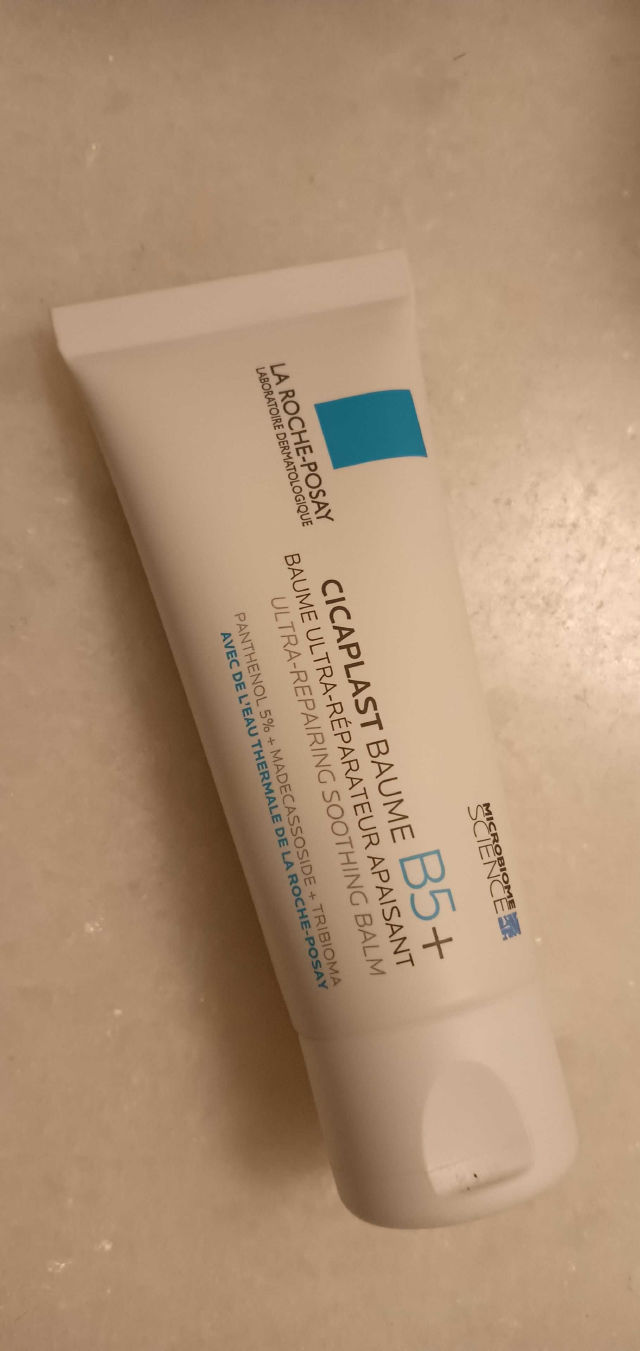 LA ROCHE-POSAY
LABORATOIRE DERMATOLOGIQUE
MICROBIOME
SCIENCE
CICAPLAST BAUME B5+
BAUME ULTRA-RÉPARATEUR APAISANT
ULTRA-REPAIRING SOOTHING BALM
PANTHENOL 5% + MADECASSOSIDE + TRIBIOMA
AVEC DE L'EAU THERMALE DE LA ROCHE-POSAY